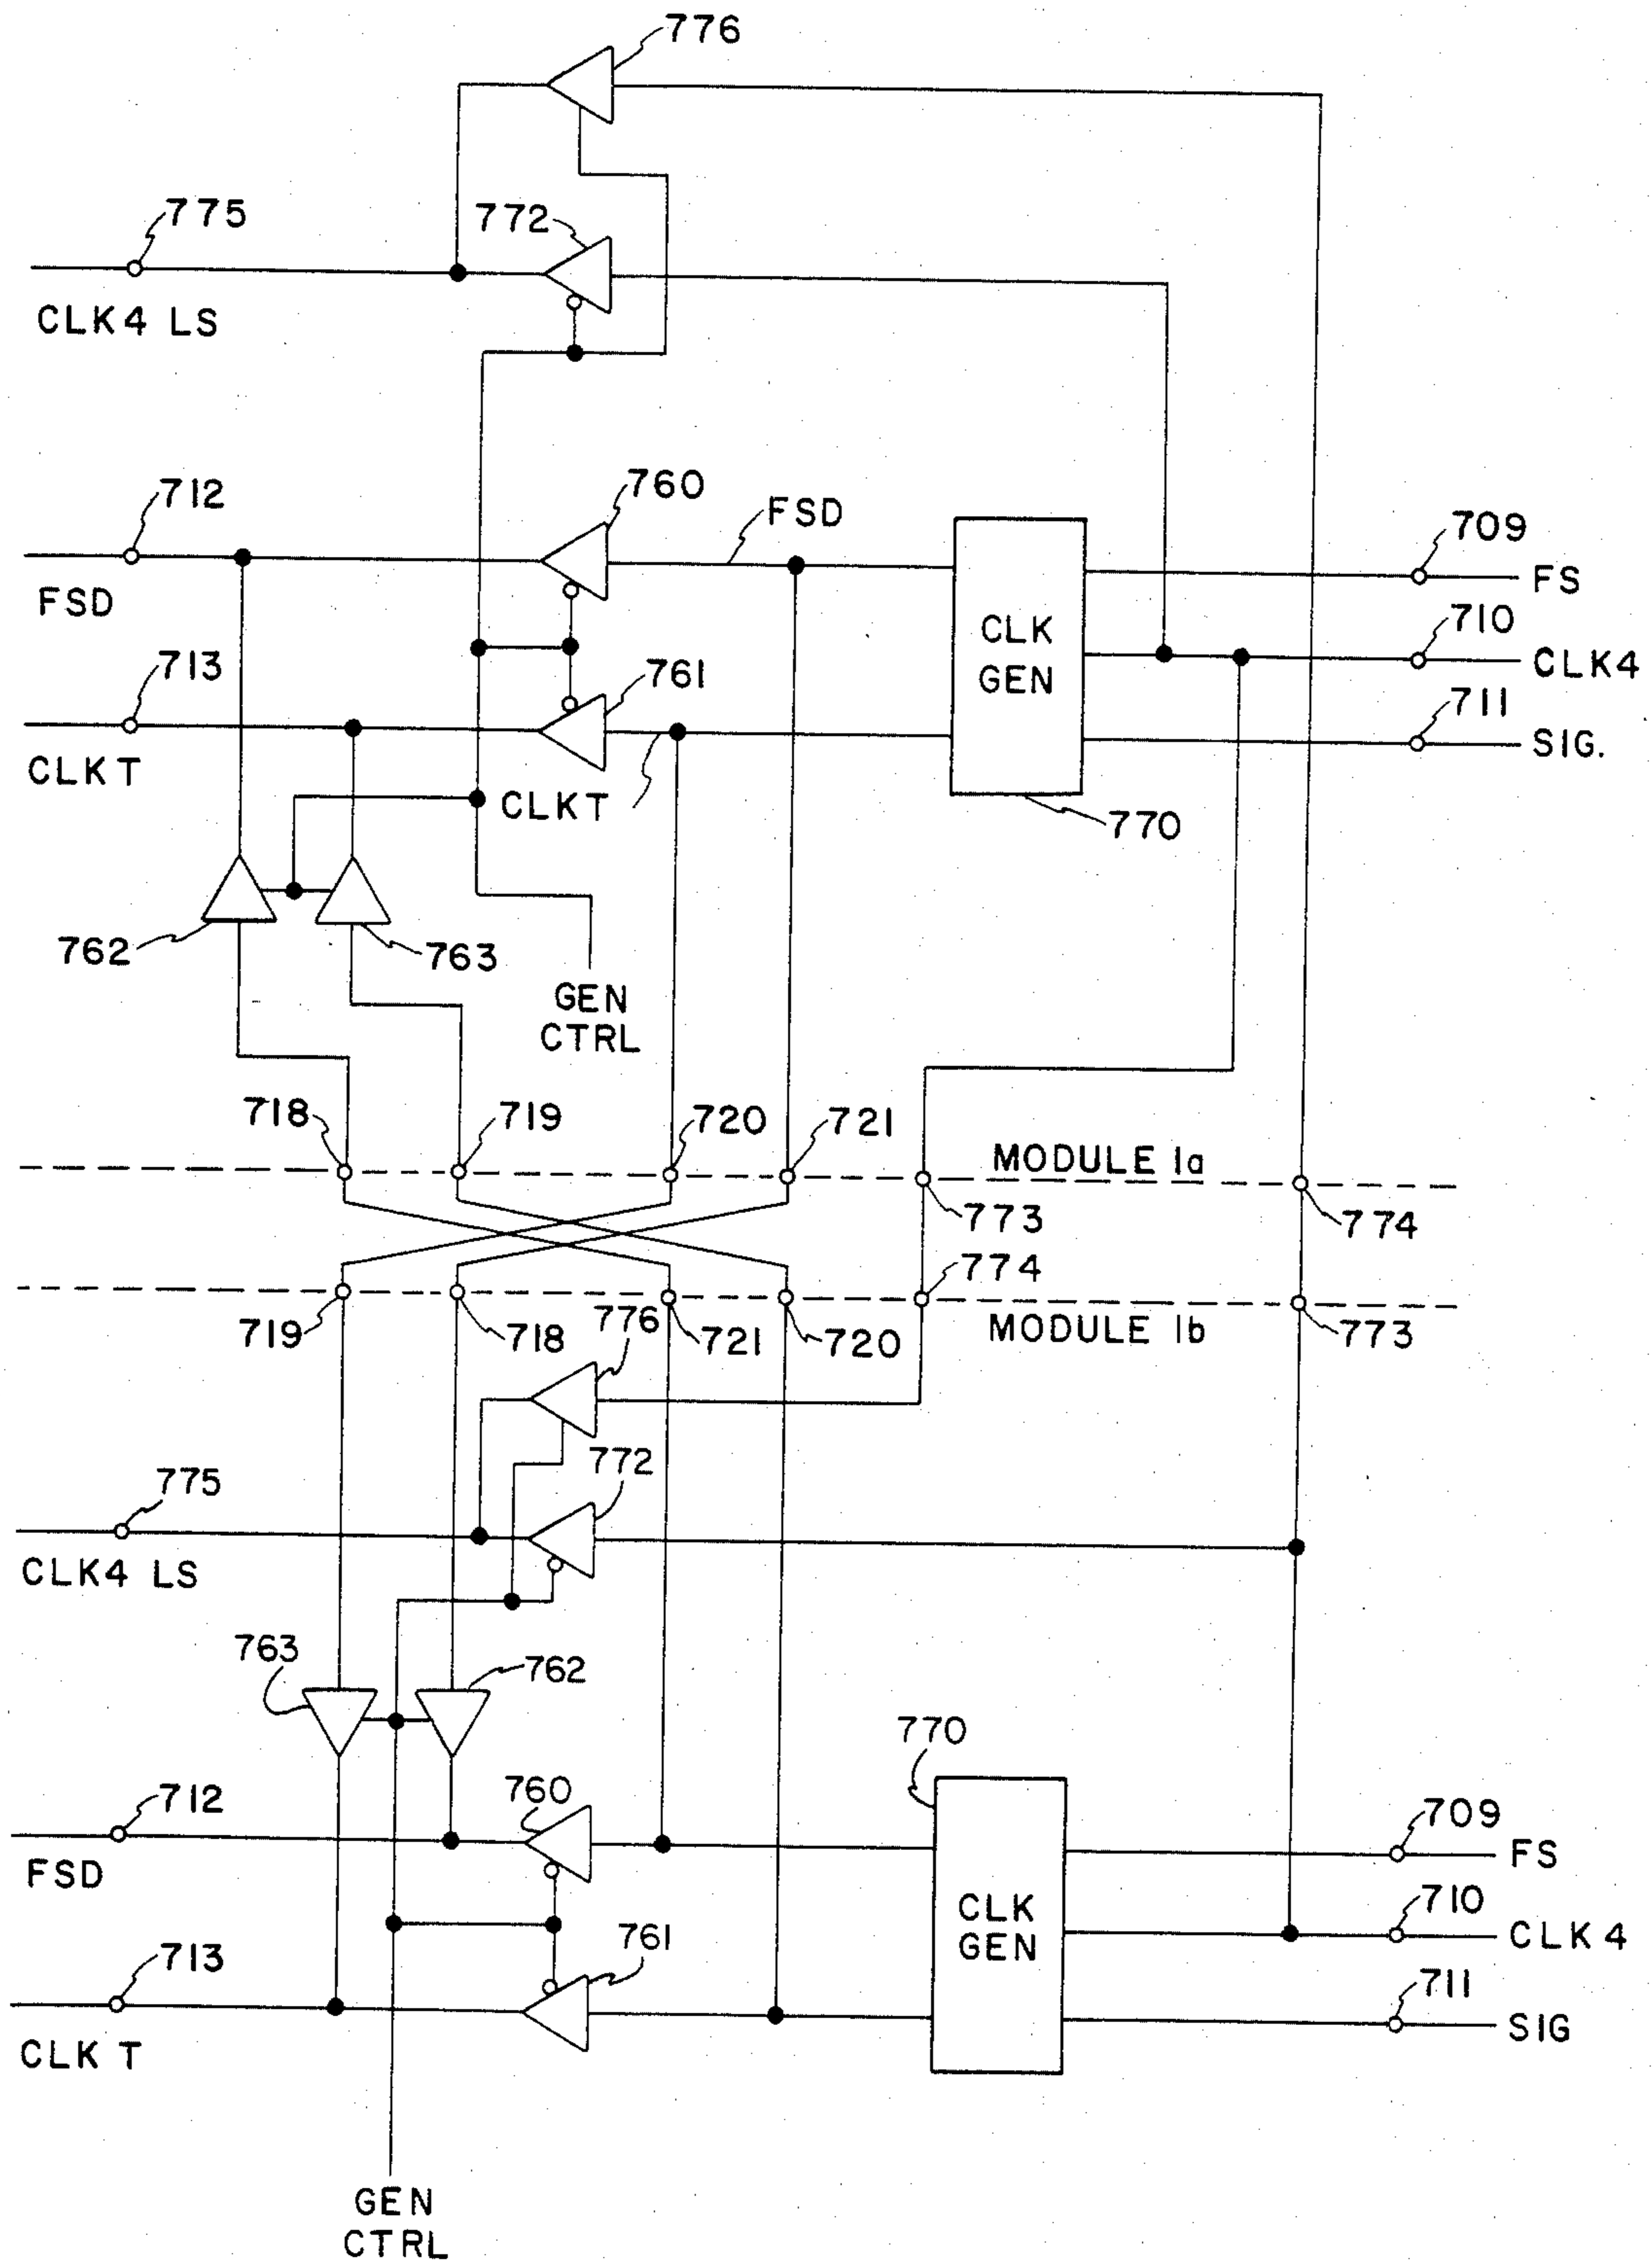 776
775
772
CLK4 LS
712
760
FSD
709
FSD
FS
CLK
GEN
710
CLK4
713
761
711
SIG.
CLK T
CLKT
770
762
763
GEN
CTRL
718
719
720
721
MODULE 1a
773
774
774
719
718
776
721
720
MODULE 1b
773
772
775
CLK4 LS
763
762
770
712
760
709
FSD
FS
CLK
GEN
710
CLK4
713
761
711
SIG
CLK T
GEN
CTRL